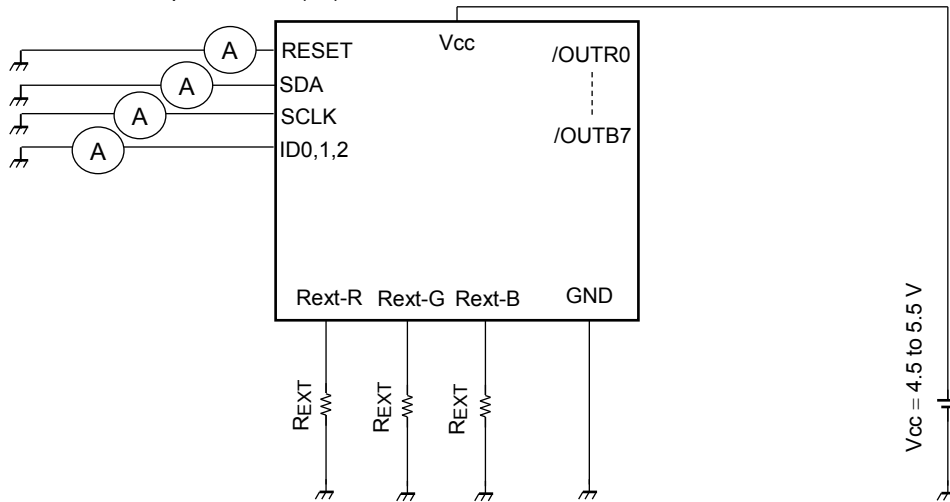 Vcc
/OUTR0
/OUTB7
A
RESET
A
SDA
A
SCLK
A
ID0,1,2
Rext-R
Rext-G
Rext-B
GND
REXT
REXT
REXT
Vcc = 4.5 to 5.5 V